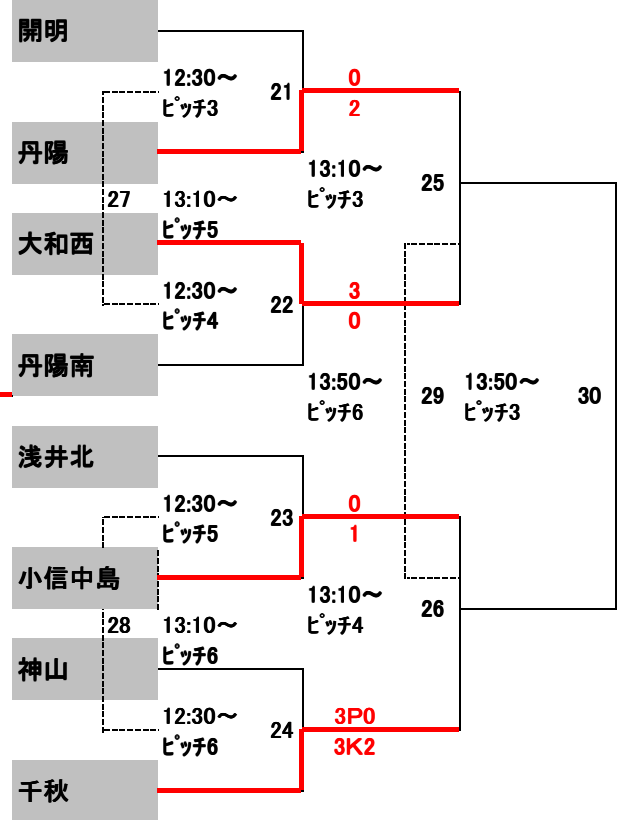 開明
12:30～
ﾋﾟｯﾁ3
21
0
2
丹陽
27
13:10～
ﾋﾟｯﾁ5
13:10～
ﾋﾟｯﾁ3
25
大和西
12:30～
ﾋﾟｯﾁ4
22
3
0
丹陽南
13:50～
ﾋﾟｯﾁ6
29
13:50～
ﾋﾟｯﾁ3
30
浅井北
12:30～
ﾋﾟｯﾁ5
23
0
1
小信中島
28
13:10～
ﾋﾟｯﾁ6
13:10～
ﾋﾟｯﾁ4
26
神山
12:30～
ﾋﾟｯﾁ6
24
3P0
3K2
千秋